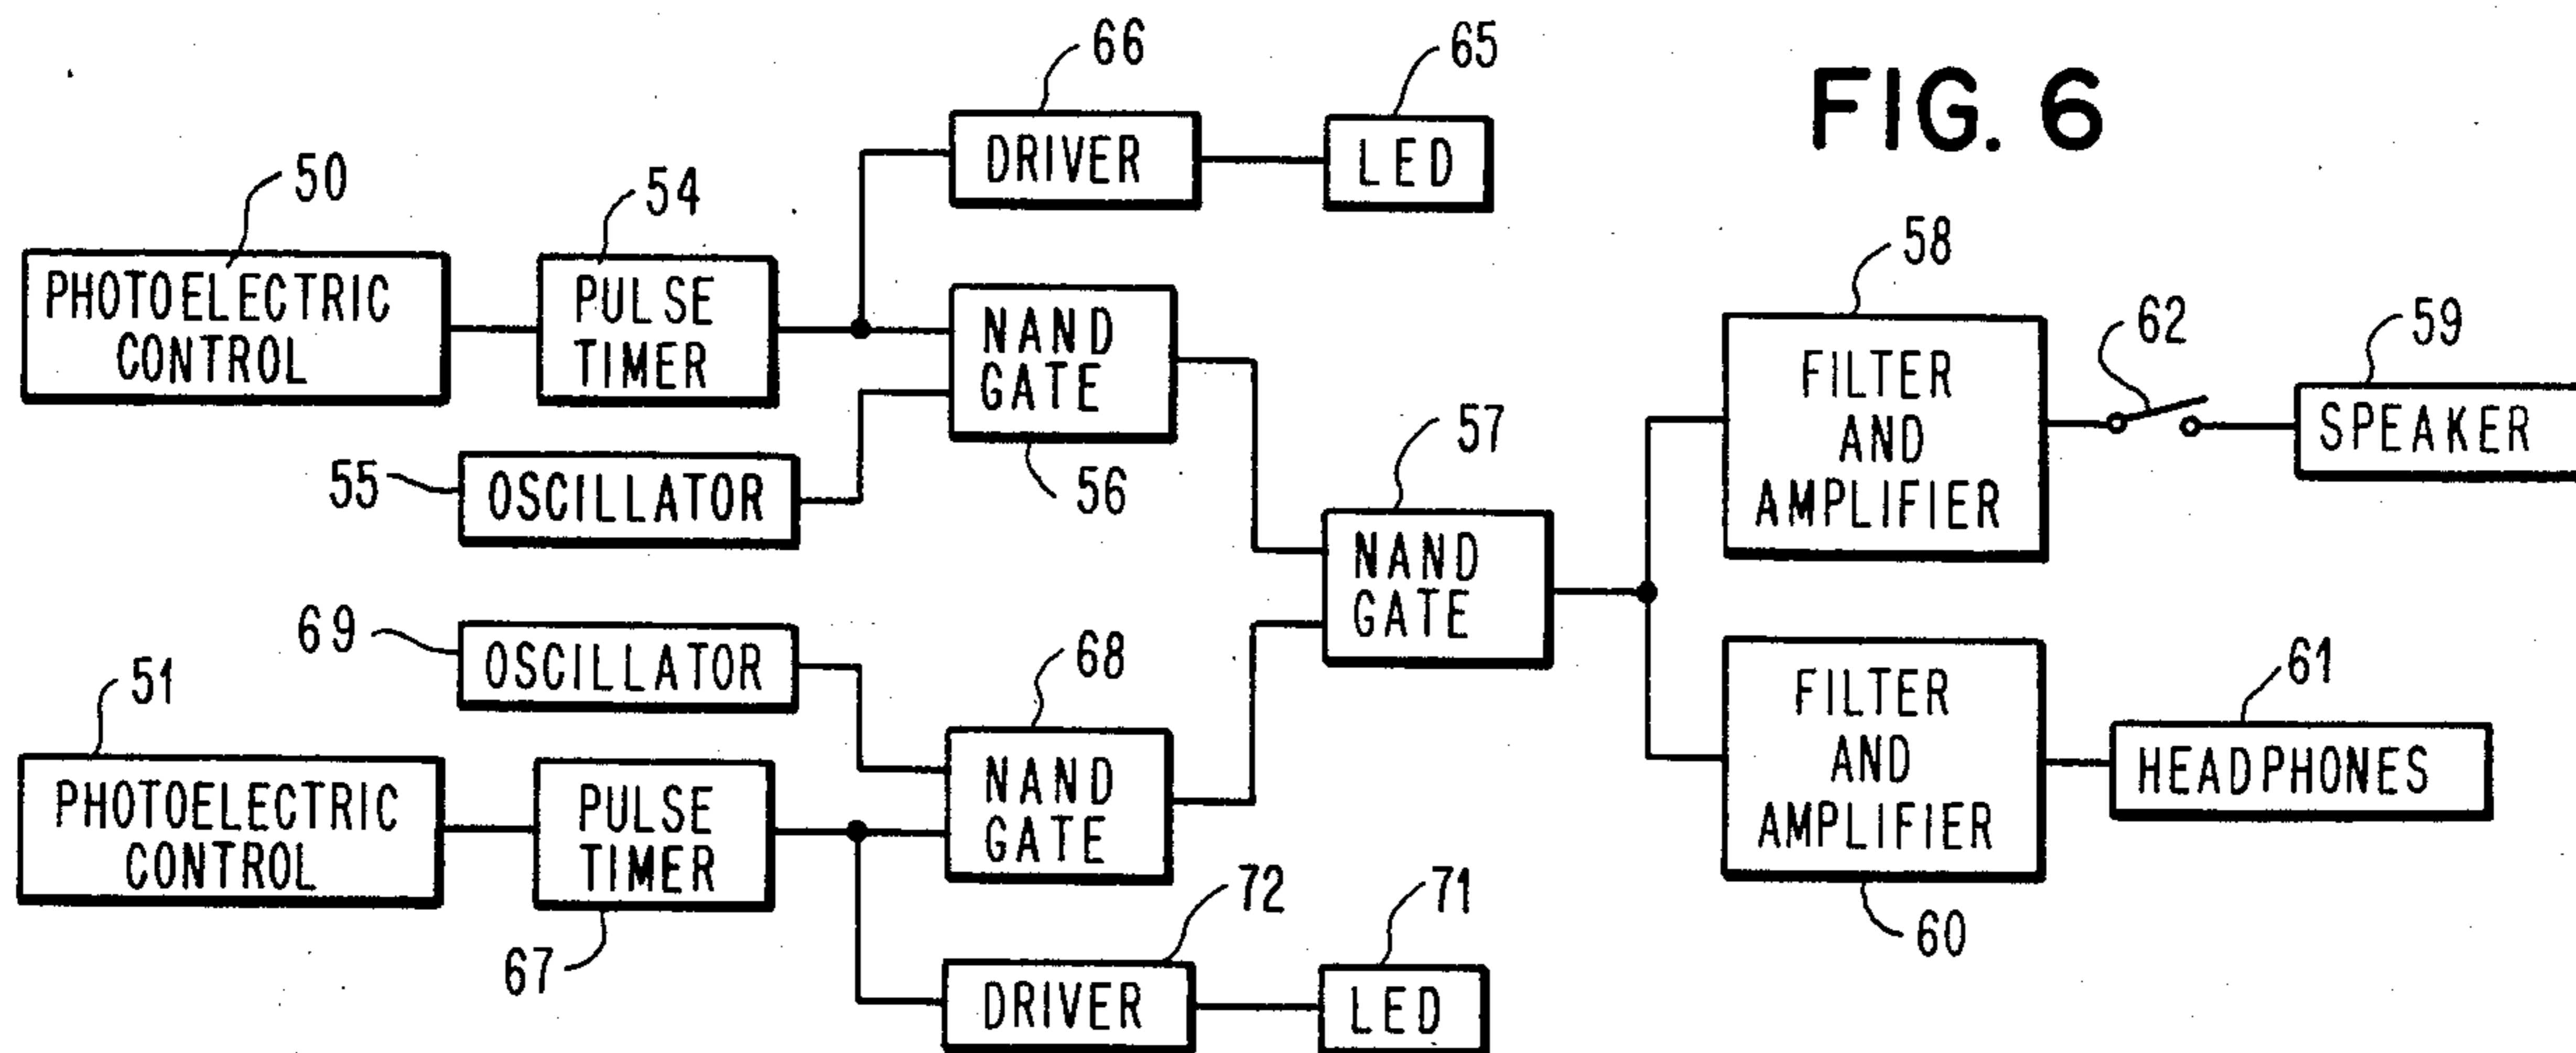 FIG. 6
66
65
DRIVER
LED
50
54
PHOTOELECTRIC
CONTROL
PULSE
TIMER
NAND
GATE
56
55
OSCILLATOR
58
FILTER
AND
AMPLIFIER
62
59
SPEAKER
57
NAND
GATE
69
OSCILLATOR
68
NAND
GATE
51
PHOTOELECTRIC
CONTROL
PULSE
TIMER
67
FILTER
AND
AMPLIFIER
60
61
HEADPHONES
72
71
DRIVER
LED